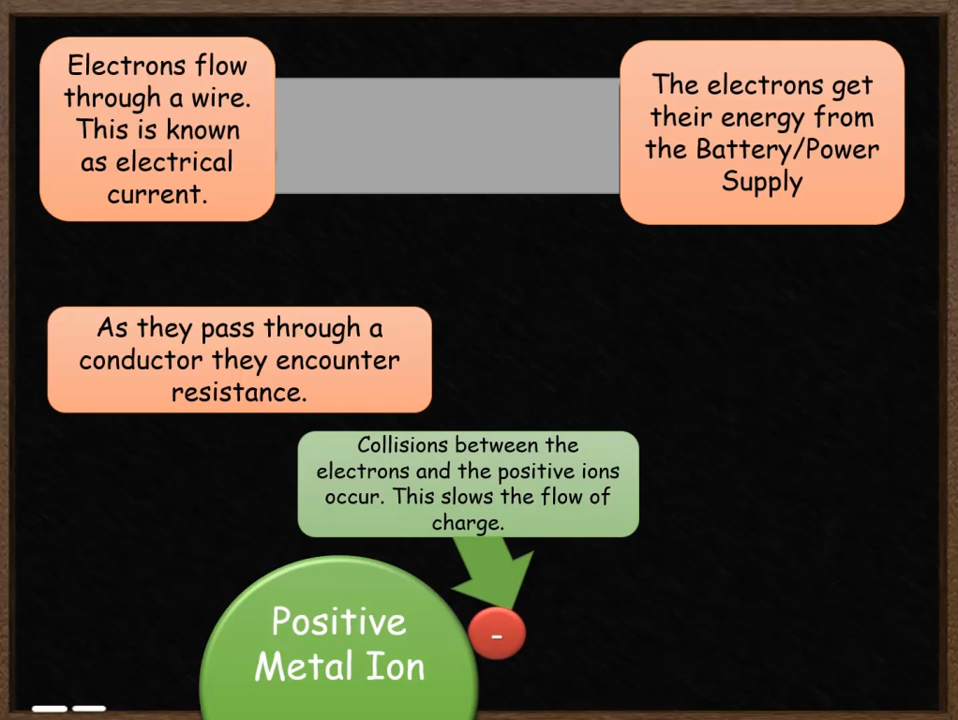 Electrons flow
through a wire.
This is known
as electrical
current.
The electrons get
their energy from
the Battery/Power
Supply
As they pass through a
conductor they encounter
resistance.
Collisions between the
electrons and the positive ions
occur. This slows the flow of
charge.
Positive
Metal Ion
-